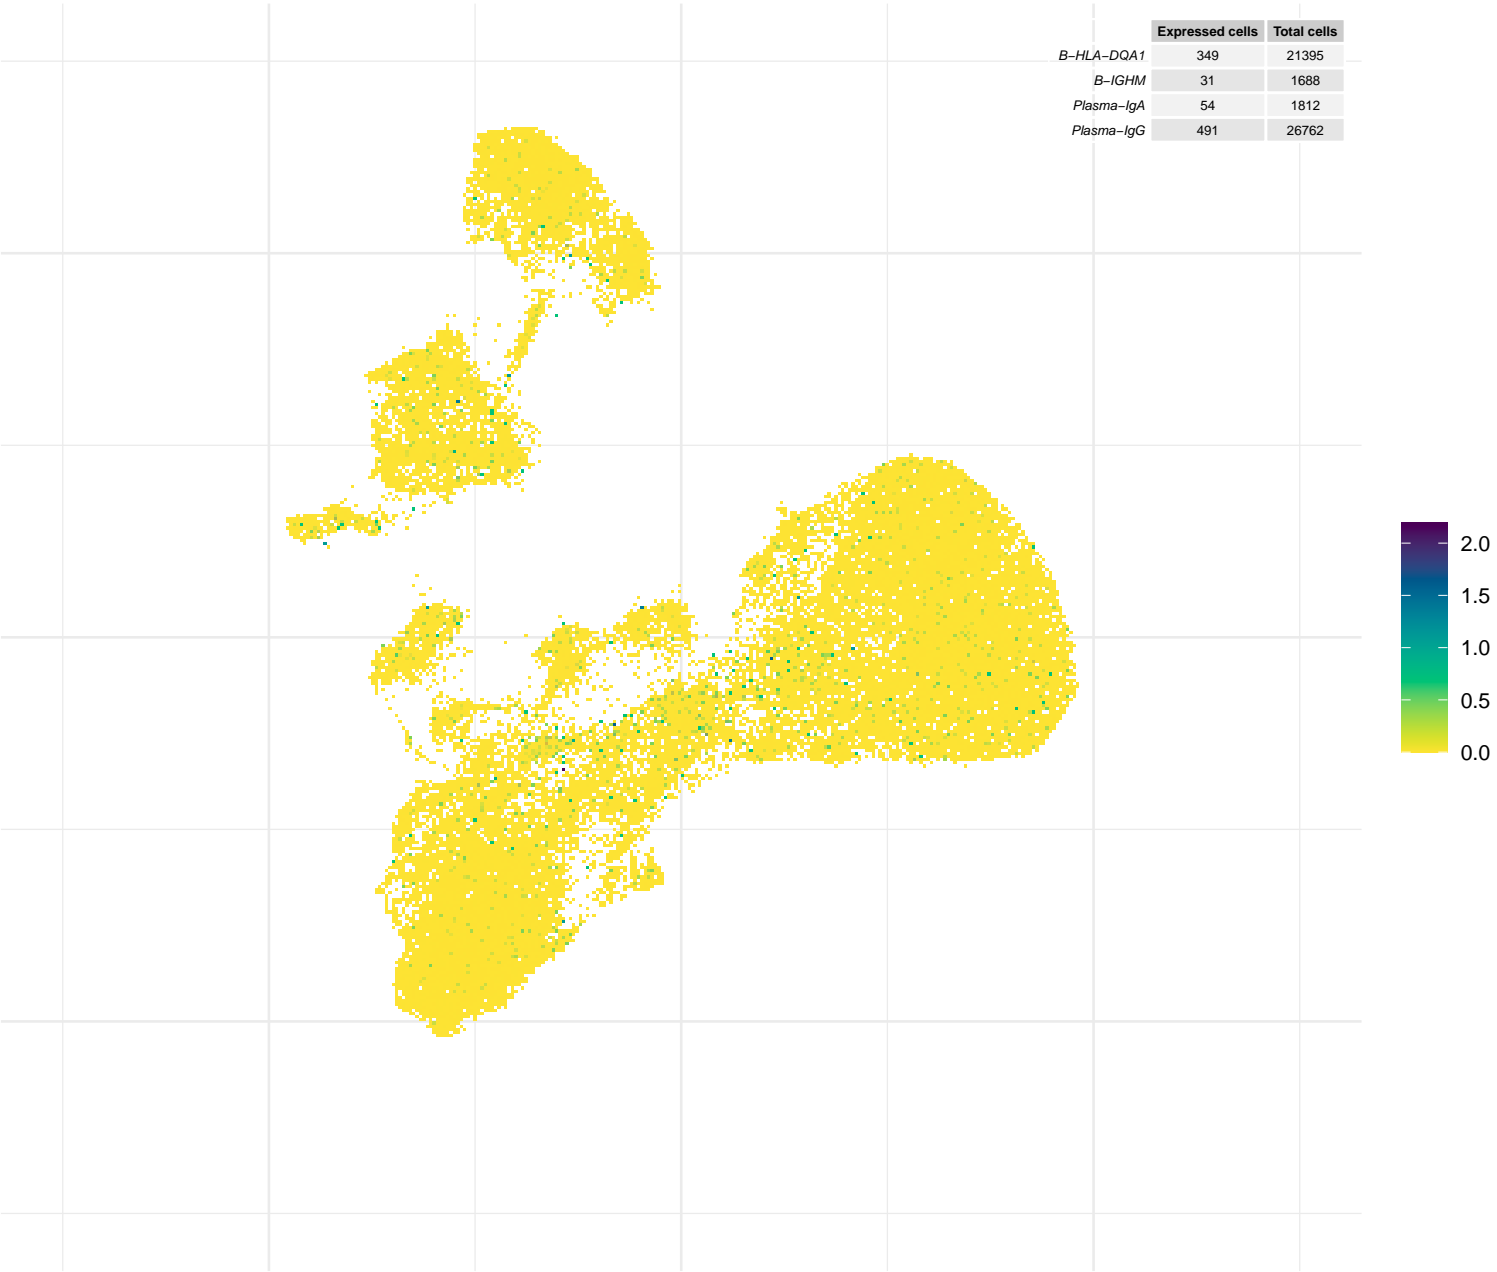 Expressed cells Total cells
B−HLA−DQA1 349 21395
B−IGHM 31 1688
Plasma−IgA 54 1812
Plasma−IgG 491 26762
2.0
1.5
1.0
0.5
0.0